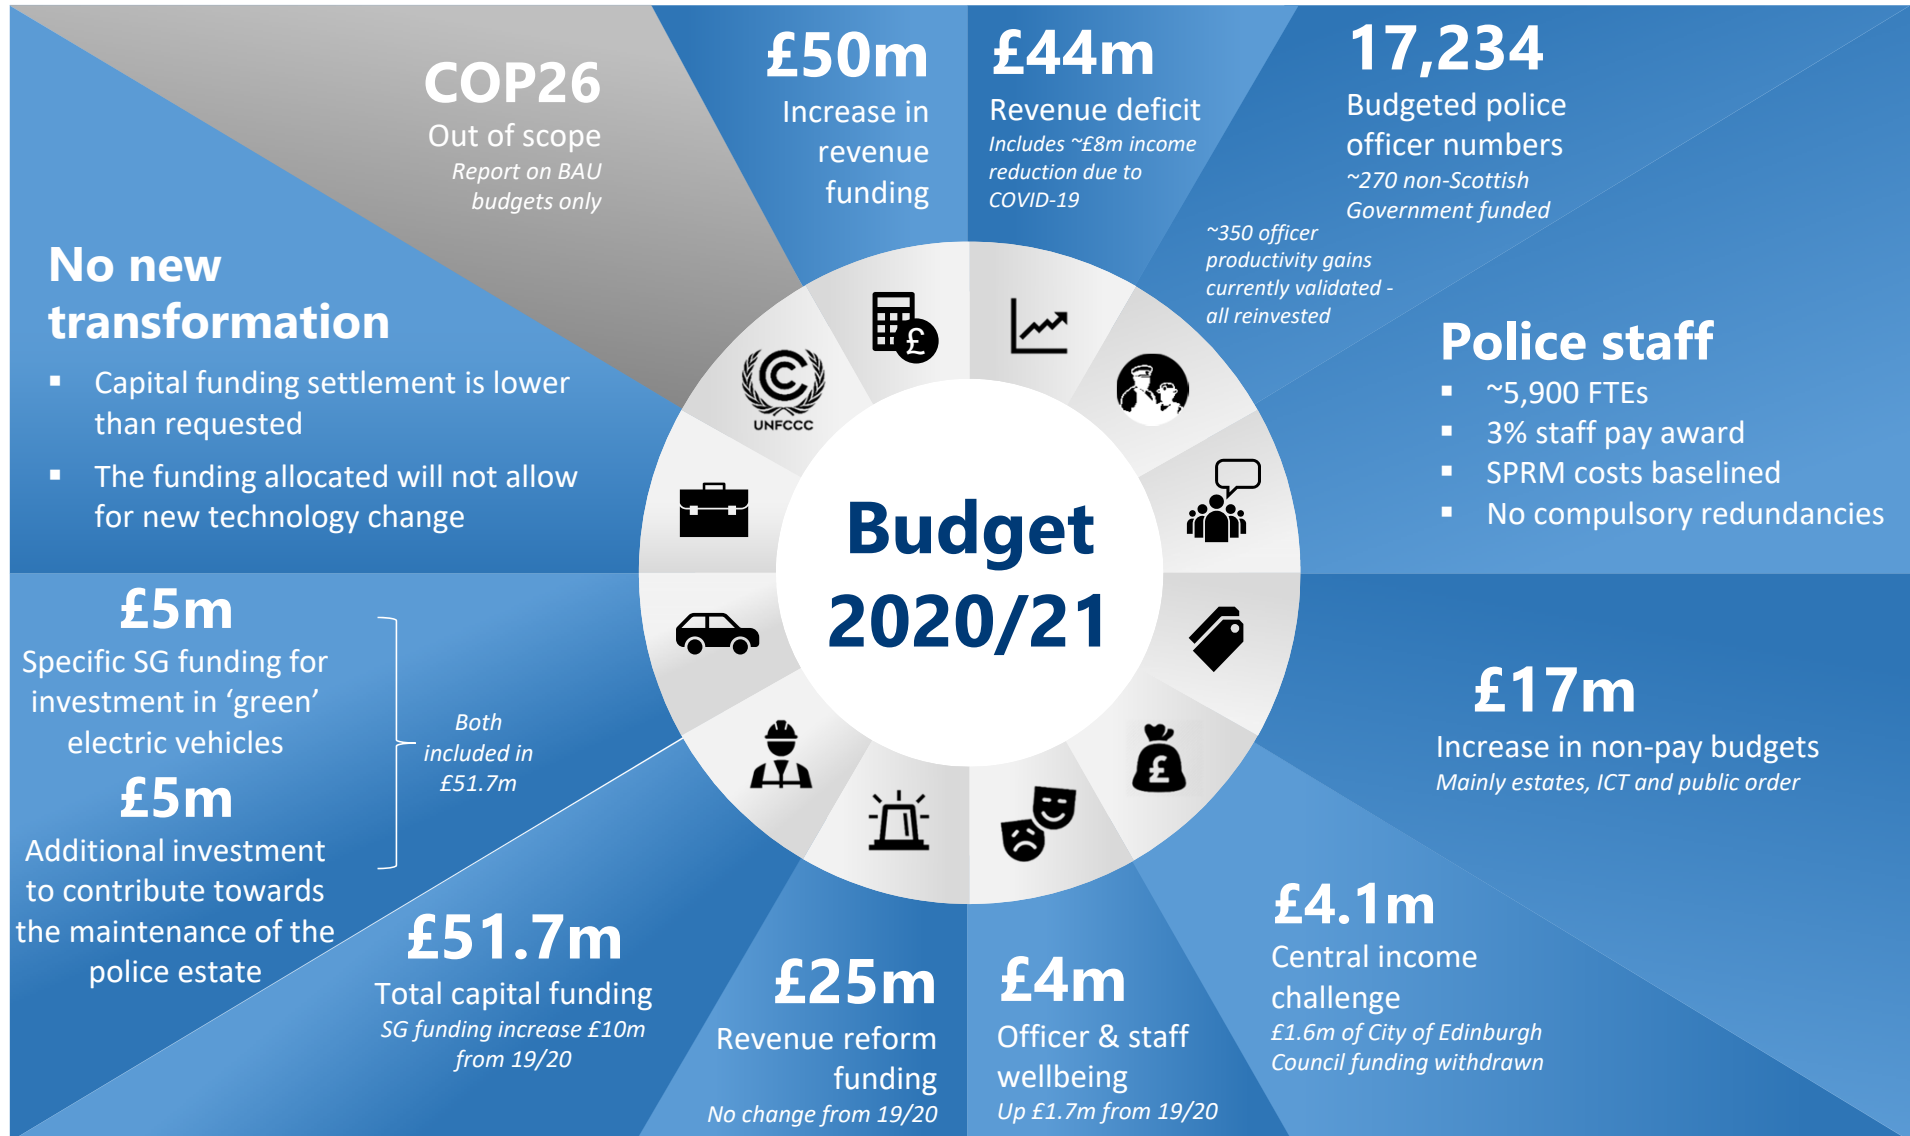 COP26
Out of scope
Report on BAU
budgets only
£50m
Increase in
revenue
funding
£44m
Revenue deficit
Includes ~£8m income
reduction due to
COVID-19
17,234
Budgeted police
officer numbers
~270 non-Scottish
Government funded
~350 officer
productivity gains
currently validated -
all reinvested
No new
transformation
▪ Capital funding settlement is lower
than requested
▪ The funding allocated will not allow
for new technology change
Police staff
▪ ~5,900 FTEs
▪ 3% staff pay award
▪ SPRM costs baselined
▪ No compulsory redundancies
UNFCCC
£
Budget
2020/21
£5m
Specific SG funding for
investment in ‘green’
electric vehicles
£5m
Additional investment
to contribute towards
the maintenance of the
police estate
Both
included in
£51.7m
£17m
Increase in non-pay budgets
Mainly estates, ICT and public order
£
£51.7m
Total capital funding
SG funding increase £10m
from 19/20
£25m
Revenue reform
funding
No change from 19/20
£4m
Officer & staff
wellbeing
Up £1.7m from 19/20
£4.1m
Central income
challenge
£1.6m of City of Edinburgh
Council funding withdrawn